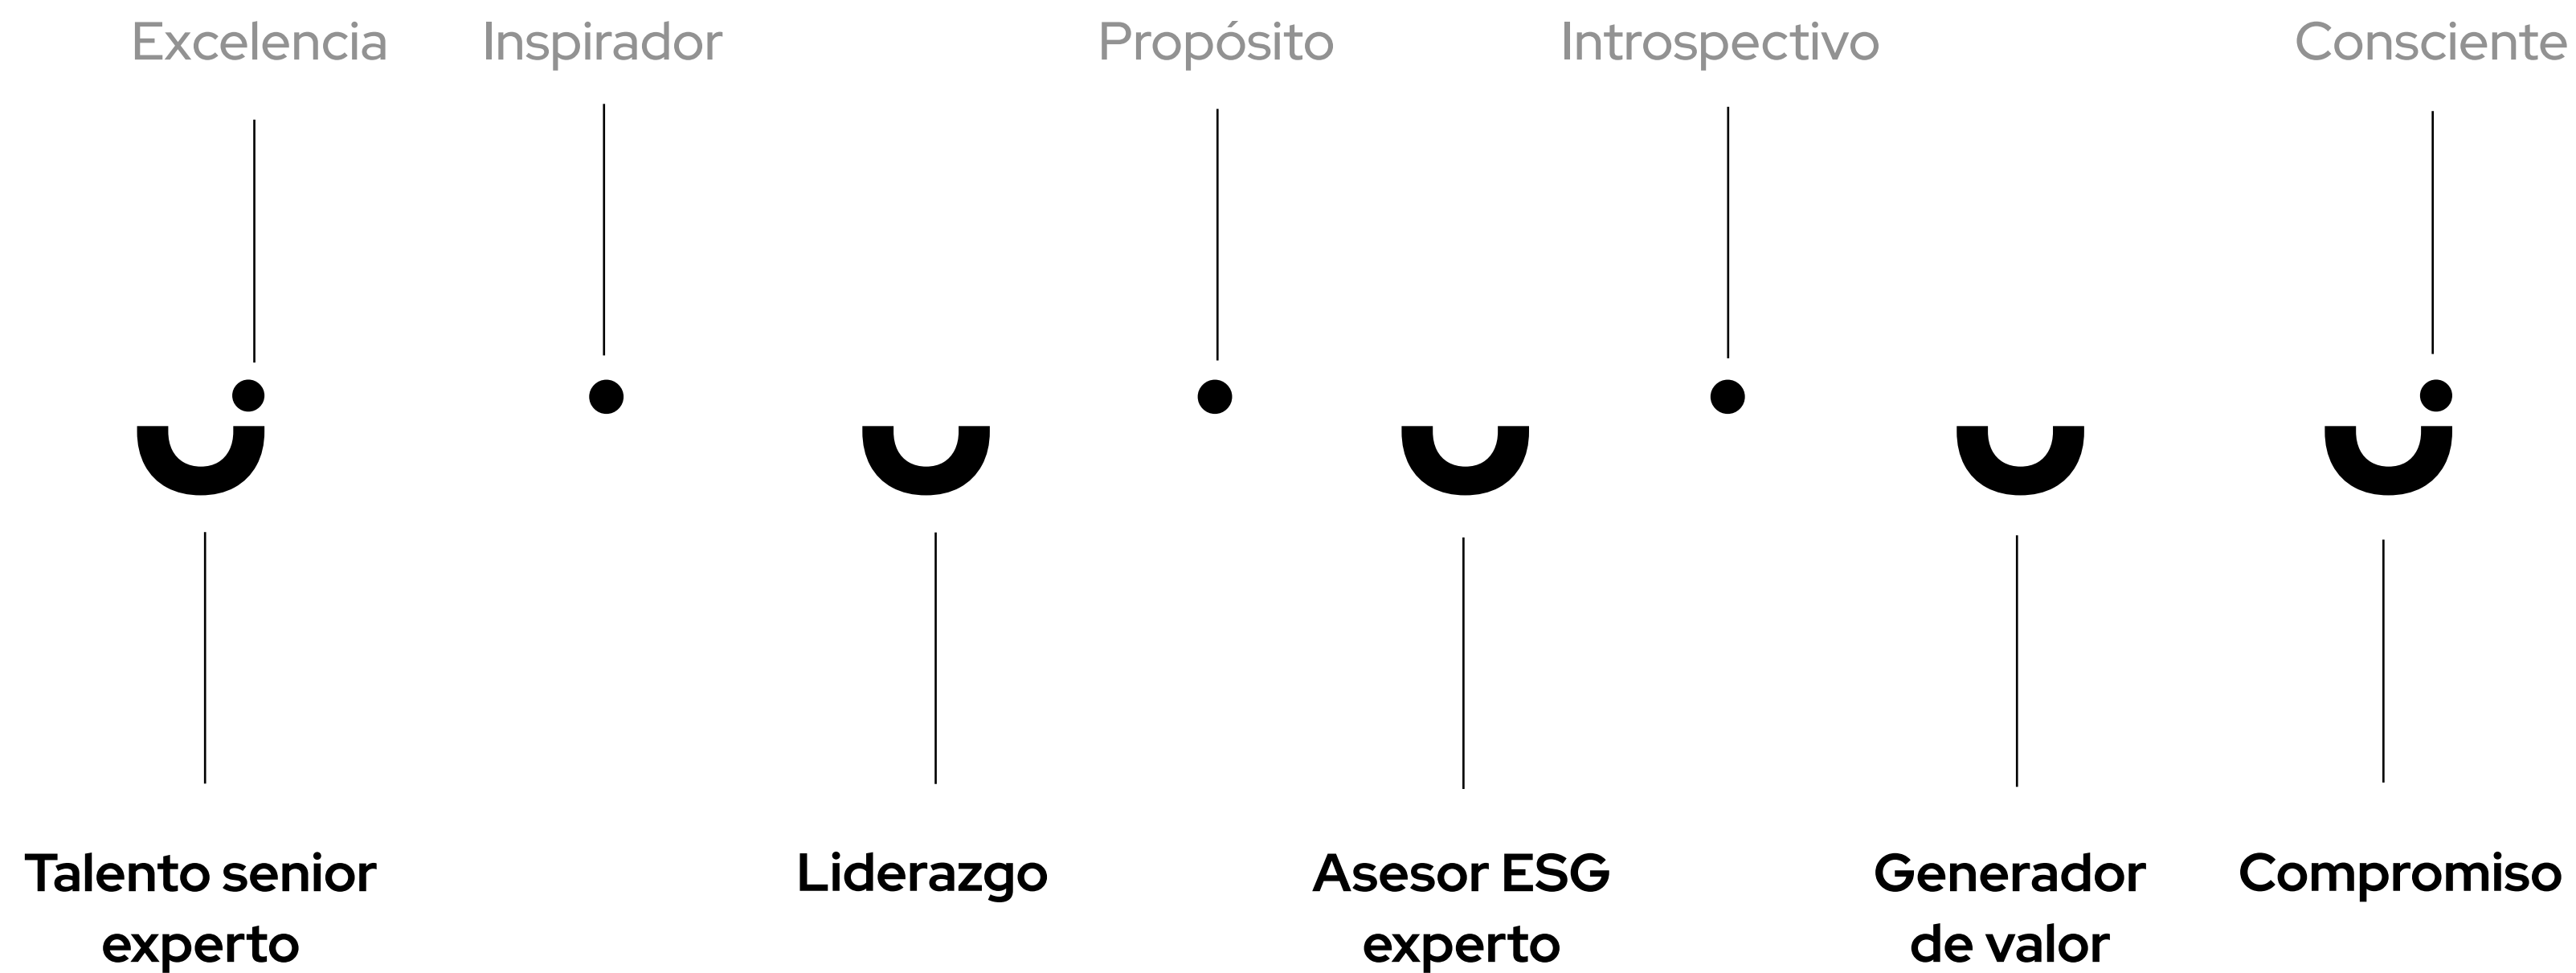 Excelencia
Inspirador
Propósito
Introspectivo
Consciente
Talento senior
experto
Liderazgo
Asesor ESG
experto
Generador
de valor
Compromiso